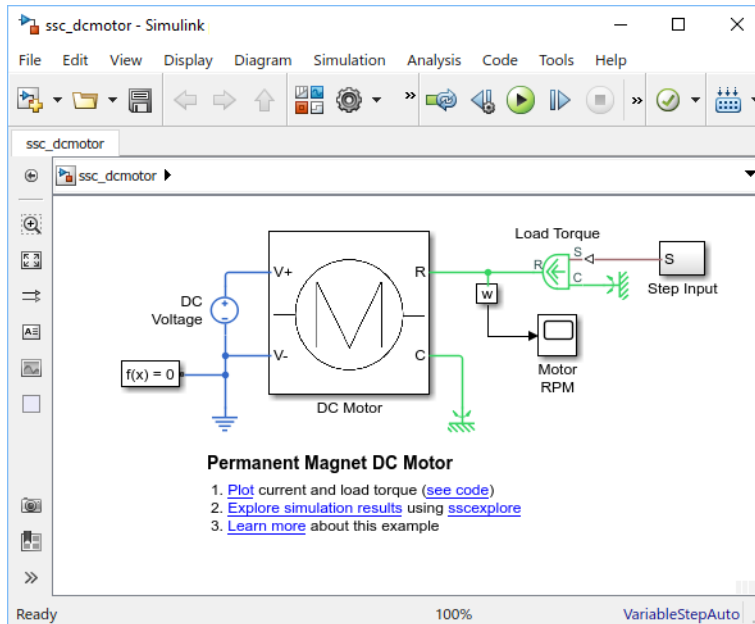 ssc_dcmotor - Simulink
File Edit View Display Diagram Simulation Analysis Code Tools Help
ssc_dcmotor
ssc_dcmotor
Load Torque
S
R
C
S
Step Input
V+
R
DC
Voltage
w
V-
C
f(x) = 0
Motor
RPM
DC Motor
Permanent Magnet DC Motor
1. Plot current and load torque (see code)
2. Explore simulation results using sscexplore
3. Learn more about this example
Ready 100% VariableStepAuto